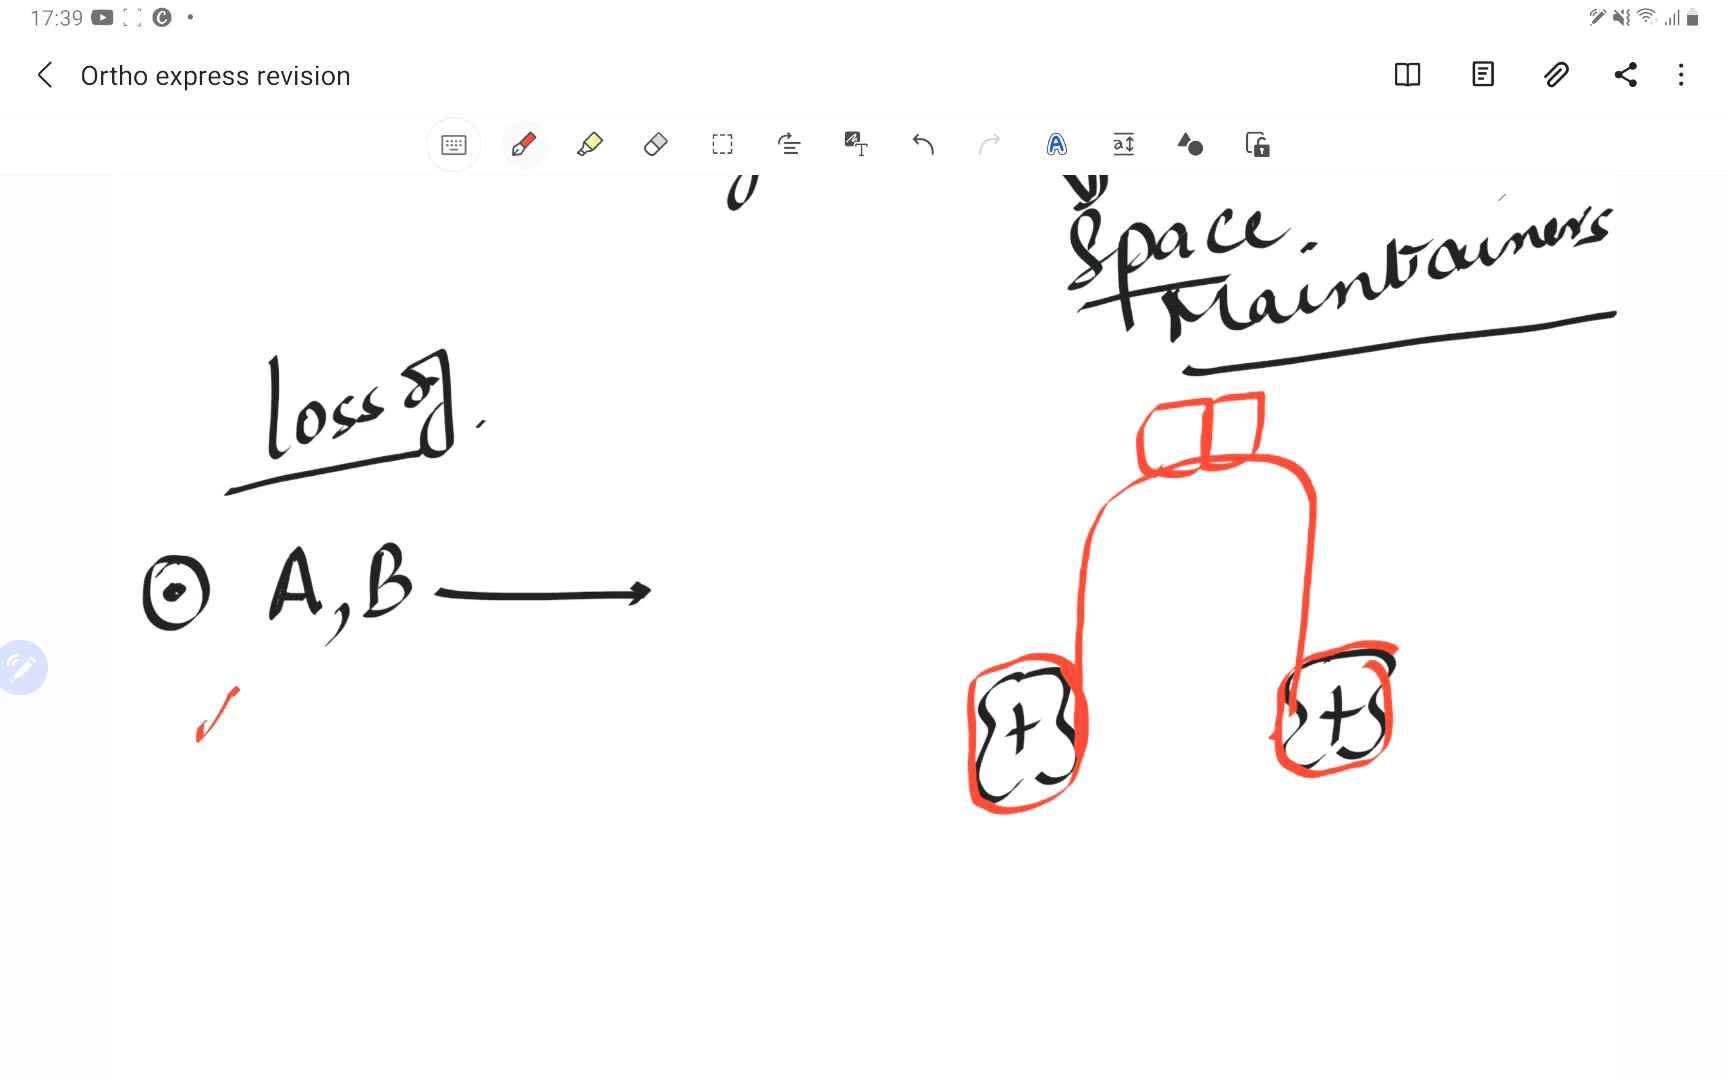 17:39
Ortho express revision
Space.
Maintainers
loss of.
A, B →
+ +